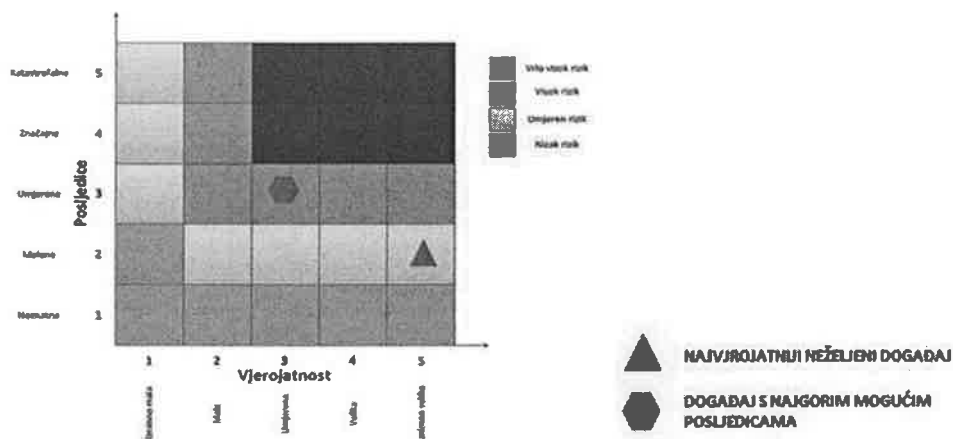 Katastrofalne 5
Značajne 4
Umjerene 3
Malene 2
Neznatne 1
Posljedice
1 2 3 4 5
Vjerojatnost
Mala
Umjerena
Velika
Vrlo visok rizik
Visok rizik
Umjeren rizik
Nizak rizik
NAJVJROJATNIJI NEŽELJENI DOGAĐAJ
DOGAĐAJ S NAJGORIM MOGUĆIM
POSLJEDICAMA